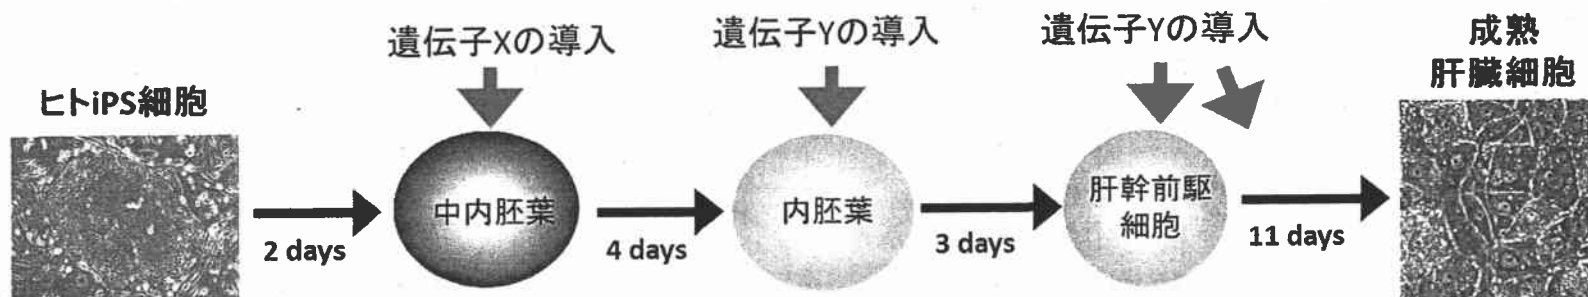 遺伝子Xの導入
遺伝子Yの導入
遺伝子Yの導入
成熟
肝臓細胞
ヒトiPS細胞
中内胚葉
内胚葉
肝幹前駆
細胞
2 days
4 days
3 days
11 days